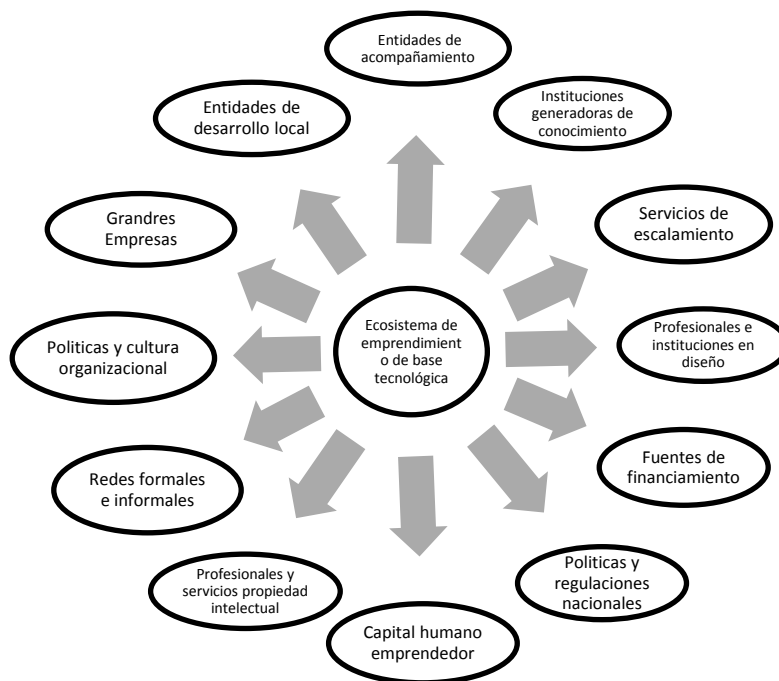 Entidades de
acompañamiento
Instituciones
generadoras de
conocimiento
Servicios de
escalamiento
Profesionales e
instituciones en
diseño
Fuentes de
financiamiento
Politicas y
regulaciones
nacionales
Capital humano
emprendedor
Profesionales y
servicios propiedad
intelectual
Redes formales
e informales
Politicas y cultura
organizacional
Grandres
Empresas
Entidades de
desarrollo local
Ecosistema de
emprendimient
o de base
tecnológica